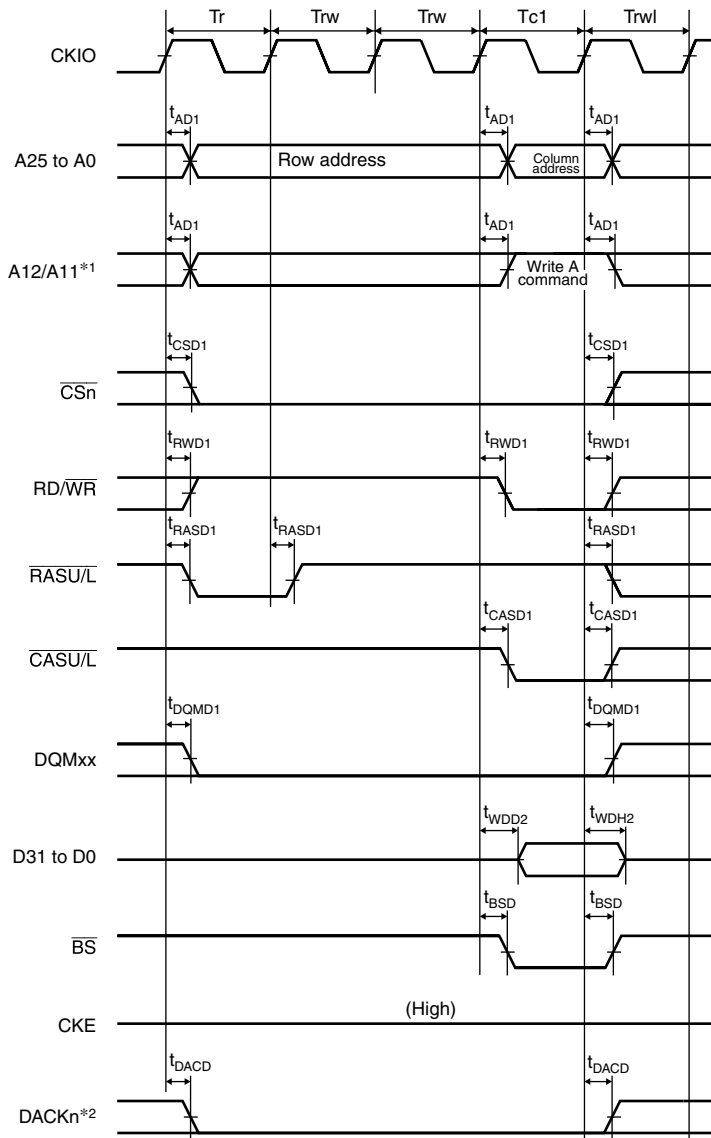 Tr Trw Trw Tc1 Trwl
CKIO
tAD1 tAD1 tAD1
A25 to A0 Row address Column address
tAD1 tAD1 tAD1
A12/A11*1 Write A command
tCSD1 tCSD1
CSn
tRWD1 tRWD1 tRWD1
RD/WR
tRASD1 tRASD1 tRASD1
RASU/L
tCASD1 tCASD1
CASU/L
tDQMD1 tDQMD1
DQMxx
tWDD2 tWDH2
D31 to D0
tBSD tBSD
BS
(High)
CKE
tDACD tDACD
DACKn*2